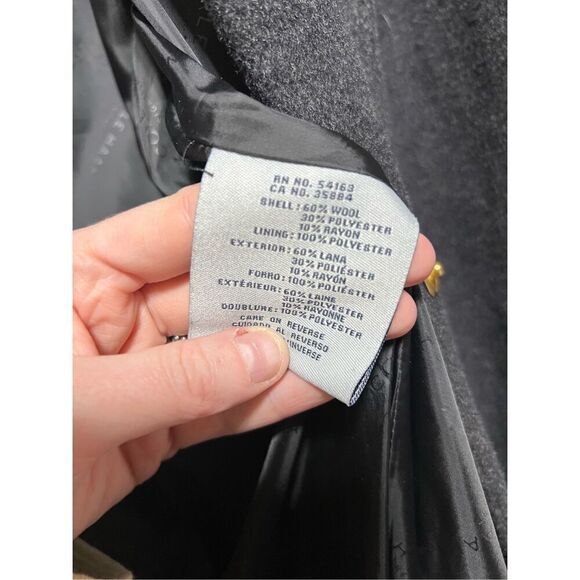 RN NO. 54163
CA NO. 35884
SHELL: 60% WOOL
30% POLYESTER
10% RAYON
LINING: 100% POLYESTER
EXTERIOR: 60% LANA
30% POLIÉSTER
10% RAYON
FORRO: 100% POLIÉSTER
EXTÉRIEUR: 60% LAINE
30% POLYESTER
10% RAYONNE
DOUBLURE: 100% POLYESTER
CARE ON REVERSE
CUIDADO AL REVERSO